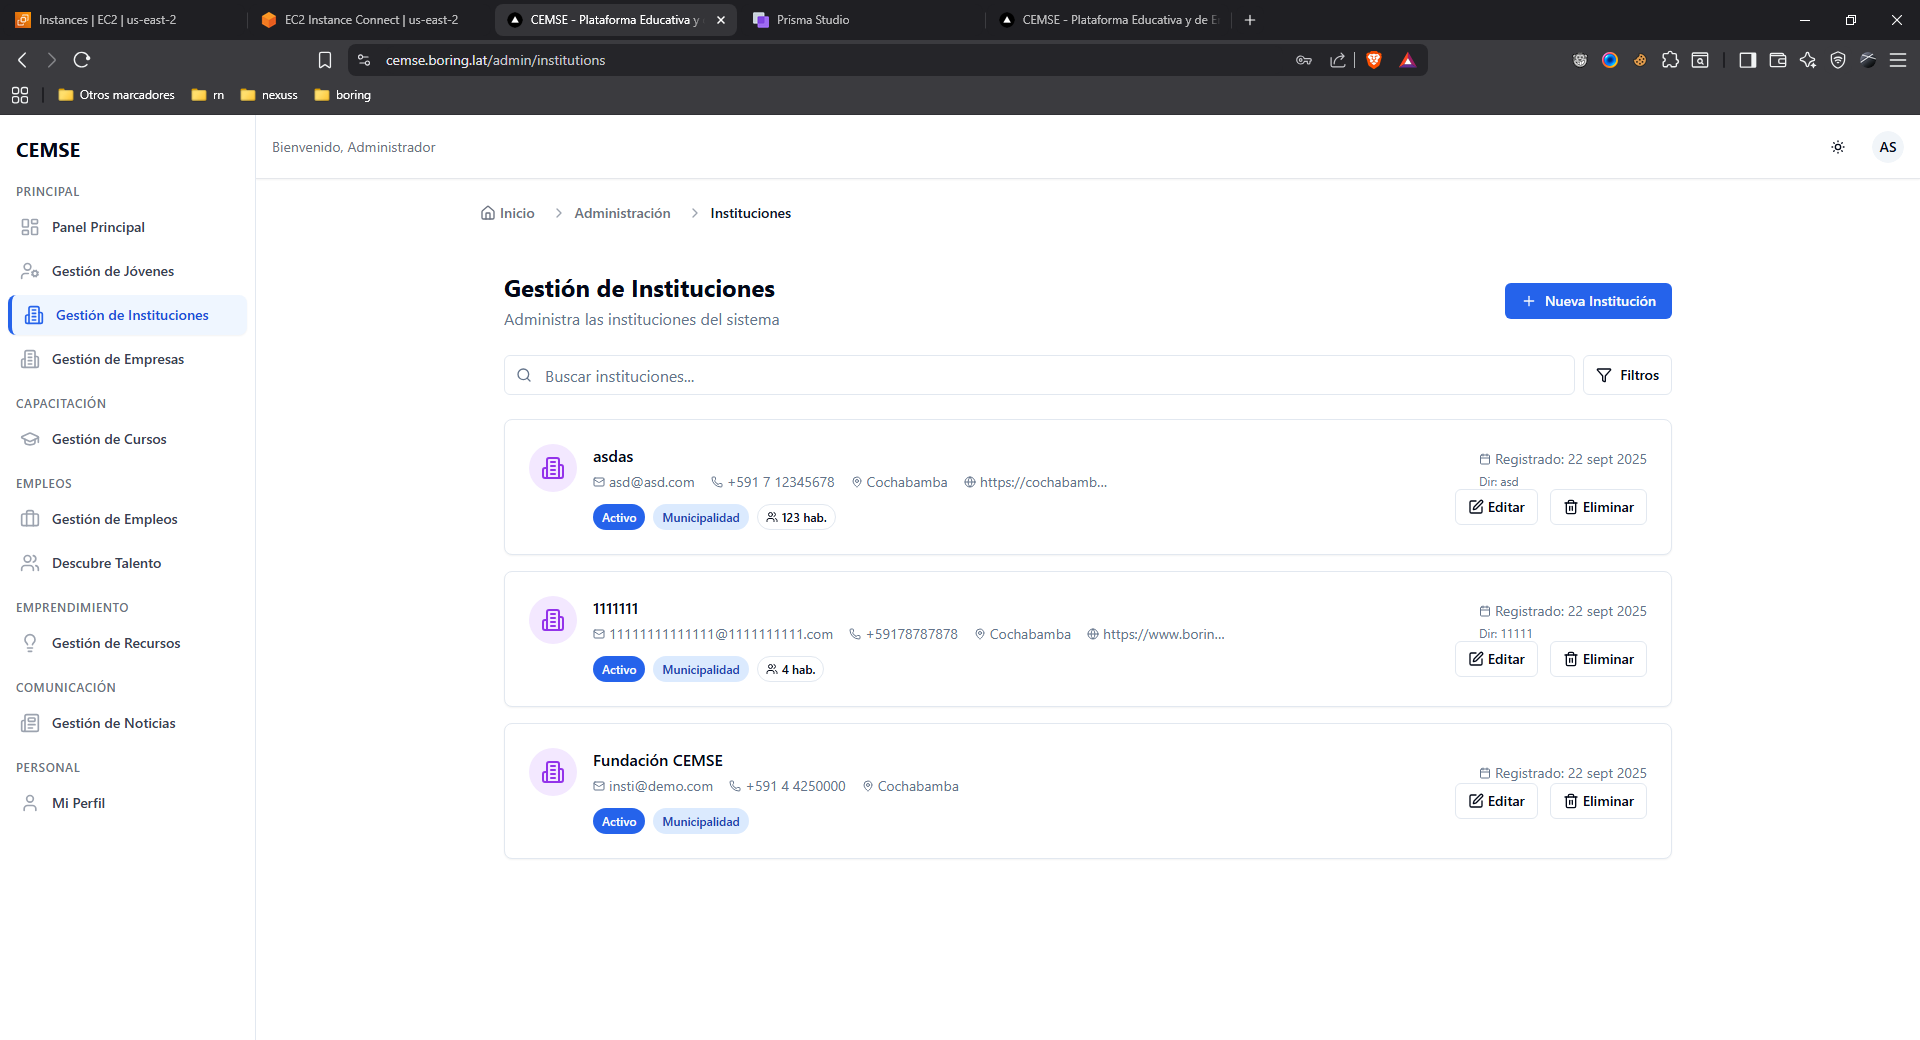 Instances | EC2 | us-east-2
EC2 Instance Connect | us-east-2
CEMSE - Plataforma Educativa y
Prisma Studio
CEMSE - Plataforma Educativa y de E
cemse.boring.lat/admin/institutions
Otros marcadores
rn
nexuss
boring
CEMSE
Bienvenido, Administrador
AS
PRINCIPAL
Panel Principal
Gestión de Jóvenes
Gestión de Instituciones
Gestión de Empresas
CAPACITACIÓN
Gestión de Cursos
EMPLEOS
Gestión de Empleos
Descubre Talento
EMPRENDIMIENTO
Gestión de Recursos
COMUNICACIÓN
Gestión de Noticias
PERSONAL
Mi Perfil
Inicio > Administración > Instituciones
Gestión de Instituciones
Administra las instituciones del sistema
Nueva Institución
Buscar instituciones...
Filtros
asdas
asd@asd.com +591 7 12345678 Cochabamba https://cochabamb...
Activo Municipalidad 123 hab.
Registrado: 22 sept 2025
Dir: asd
Editar Eliminar
1111111
11111111111111@1111111111.com +59178787878 Cochabamba https://www.borin...
Activo Municipalidad 4 hab.
Registrado: 22 sept 2025
Dir: 11111
Editar Eliminar
Fundación CEMSE
insti@demo.com +591 4 4250000 Cochabamba
Activo Municipalidad
Registrado: 22 sept 2025
Editar Eliminar